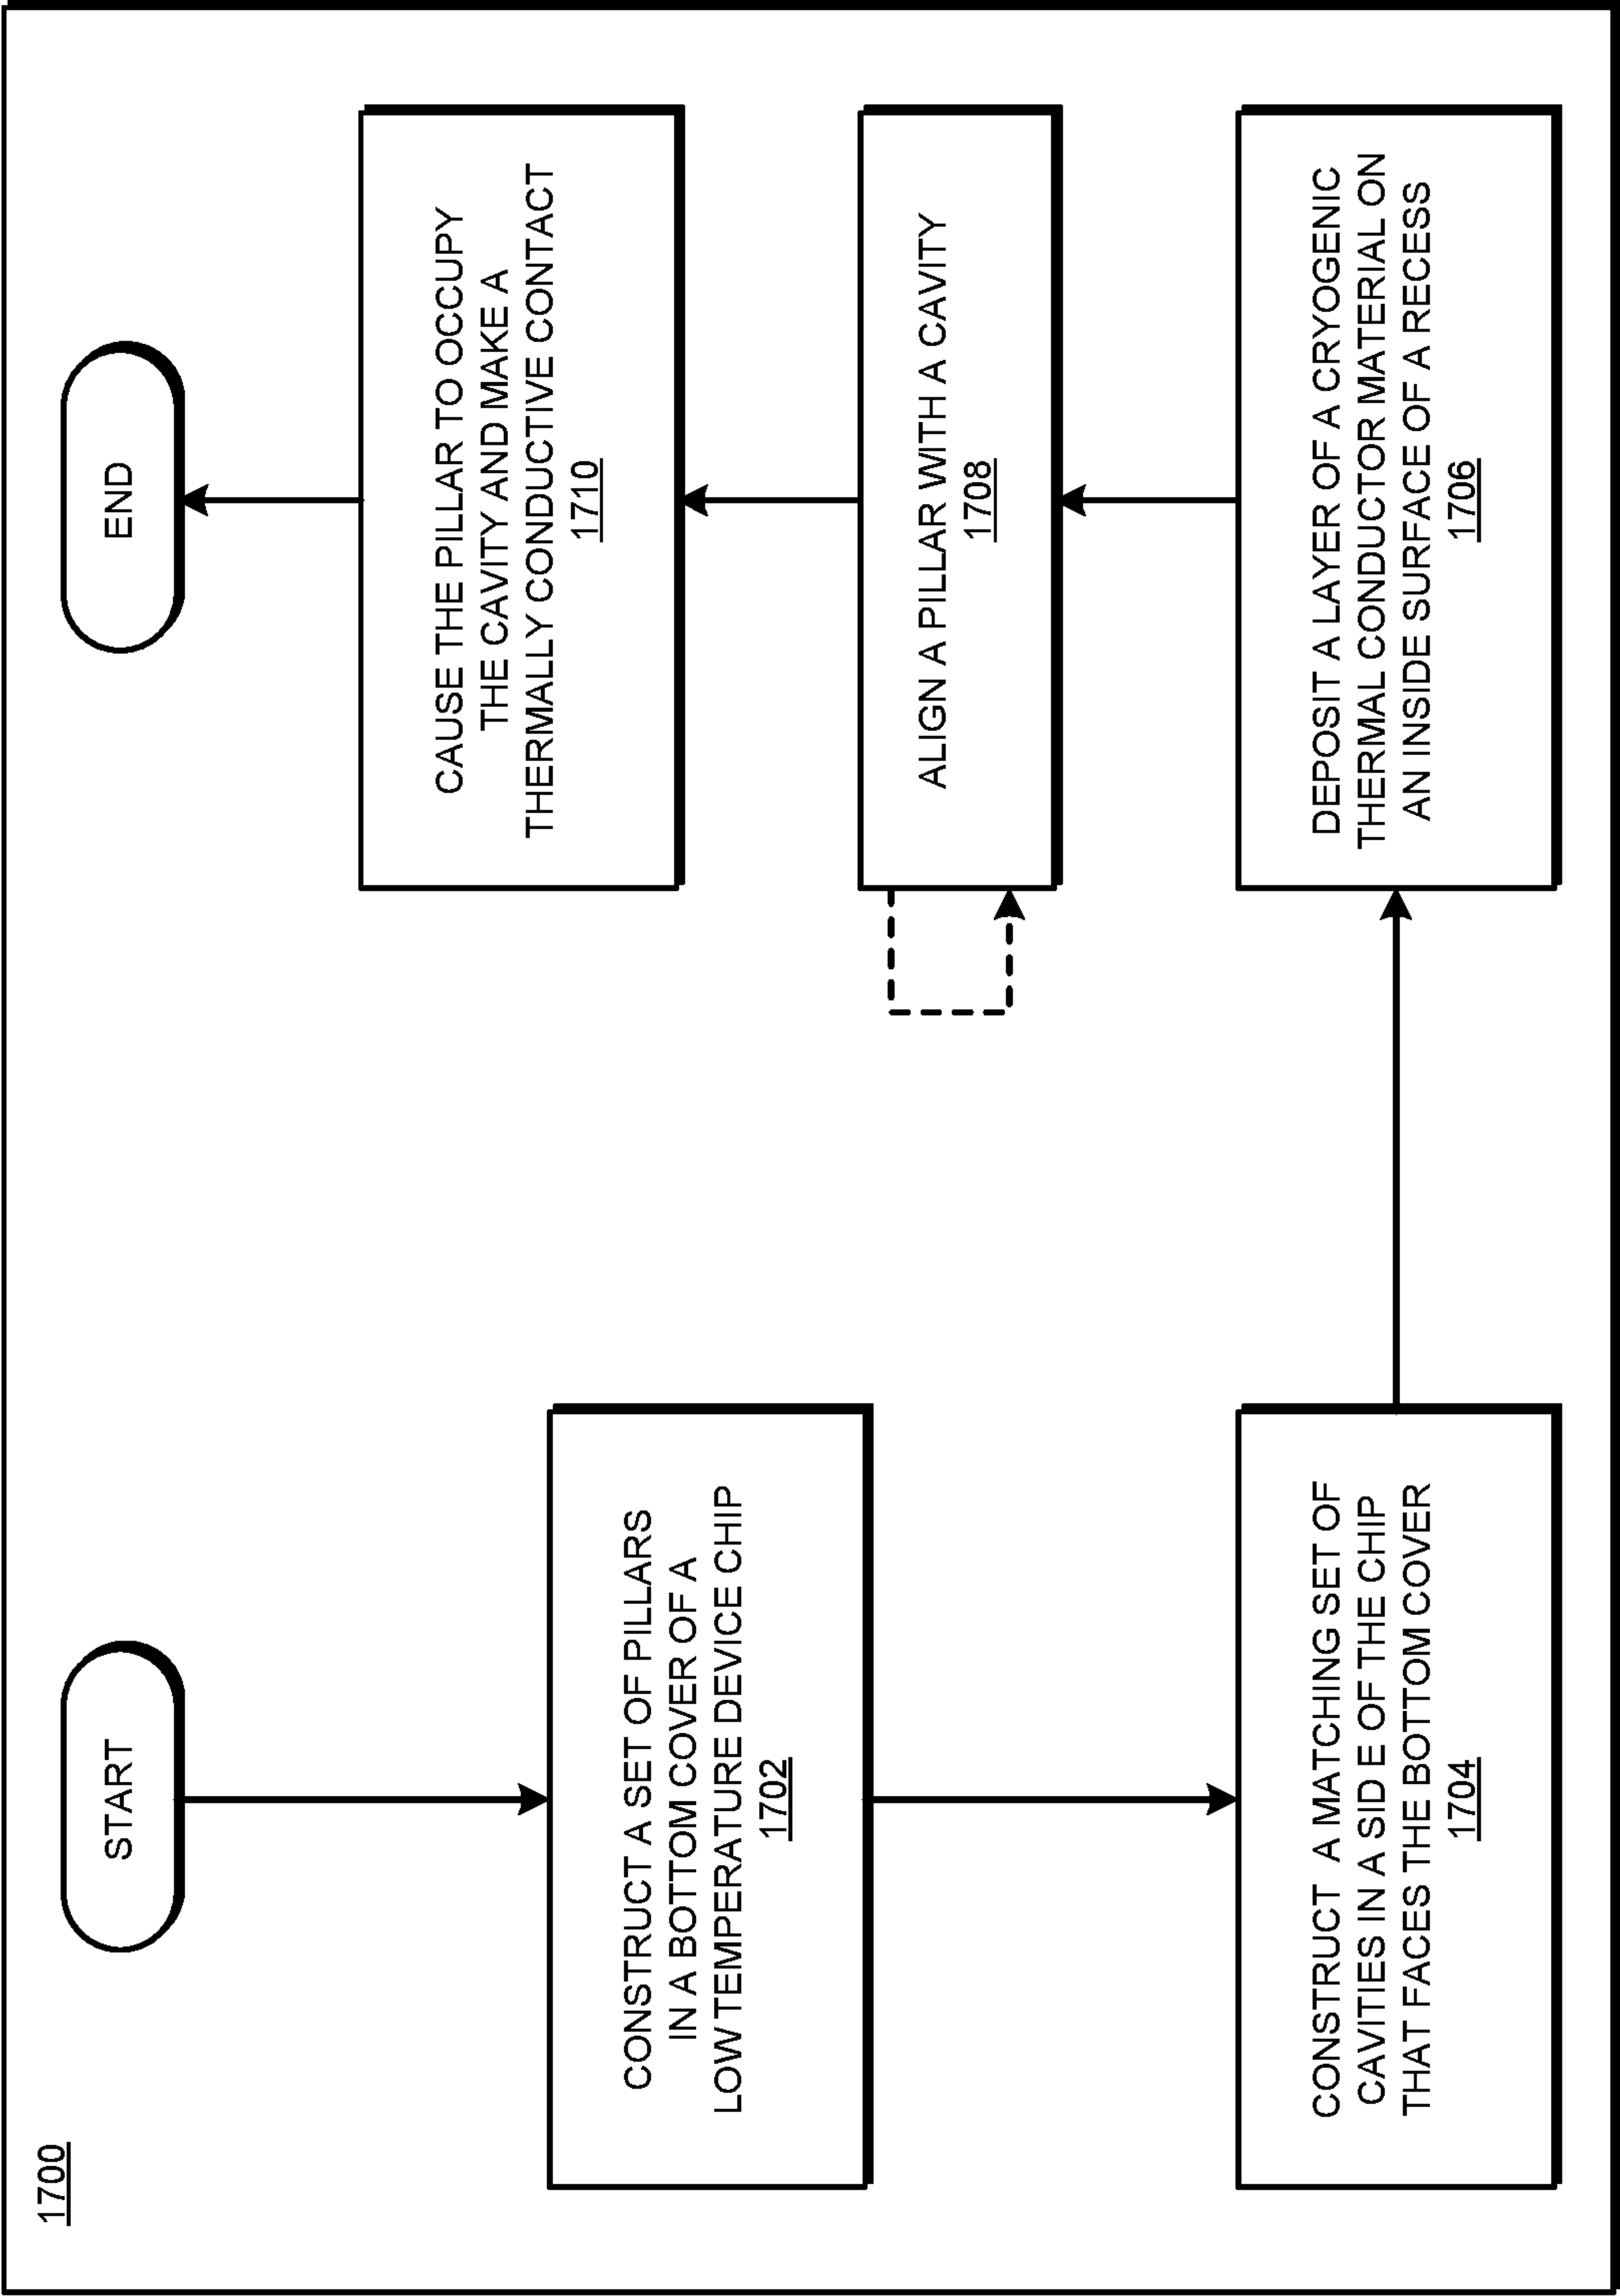 1700
START
CONSTRUCT A SET OF PILLARS
IN A BOTTOM COVER OF A
LOW TEMPERATURE DEVICE CHIP
1702
CONSTRUCT A MATCHING SET OF
CAVITIES IN A SIDE OF THE CHIP
THAT FACES THE BOTTOM COVER
1704
DEPOSIT A LAYER OF A CRYOGENIC
THERMAL CONDUCTOR MATERIAL ON
AN INSIDE SURFACE OF A RECESS
1706
ALIGN A PILLAR WITH A CAVITY
1708
CAUSE THE PILLAR TO OCCUPY
THE CAVITY AND MAKE A
THERMALLY CONDUCTIVE CONTACT
1710
END